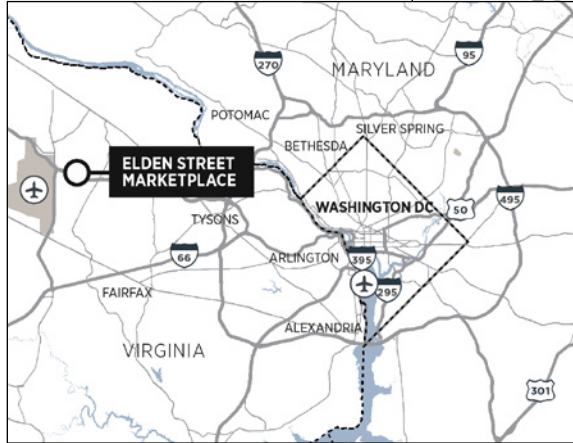 95
270
MARYLAND
POTOMAC
SILVER SPRING
BETHESDA
ELDEN STREET
MARKETPLACE
495
WASHINGTON DC
50
TYSONS
66
ARLINGTON
395
295
FAIRFAX
ALEXANDRIA
VIRGINIA
301